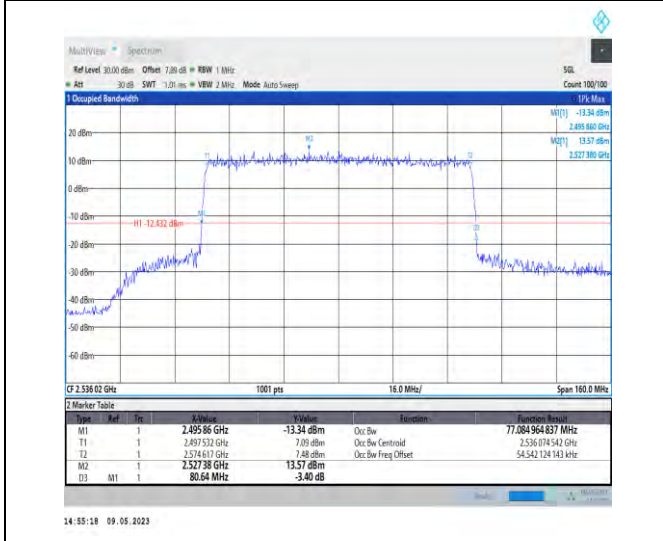 MultiView Spectrum
Ref Level 30.00 dBm Offset 7.89 dB RBW 1 MHz SGL
Att 30 dB SWT 1.01 ms VBW 2 MHz Mode Auto Sweep Count 100/100
1 Occupied Bandwidth 1Pk Max
M1[1] -13.34 dBm
2.495 860 GHz
20 dBm M2[1] 13.57 dBm
M2 2.527 380 GHz
T1 T2
10 dBm
0 dBm
-10 dBm M1
H1 -12.432 dBm
-20 dBm D3
-30 dBm
-40 dBm
-50 dBm
-60 dBm
CF 2.536 02 GHz 1001 pts 16.0 MHz/ Span 160.0 MHz
2 Marker Table
Type Ref Trc X-Value Y-Value Function Function Result
M1 1 2.495 86 GHz -13.34 dBm Occ Bw 77.084 964 837 MHz
T1 1 2.497 532 GHz 7.09 dBm Occ Bw Centroid 2.536 074 542 GHz
T2 1 2.574 617 GHz 7.48 dBm Occ Bw Freq Offset 54.542 124 143 kHz
M2 1 2.527 38 GHz 13.57 dBm
D3 M1 1 80.64 MHz -3.40 dB
Ready
14:55:18 09.05.2023